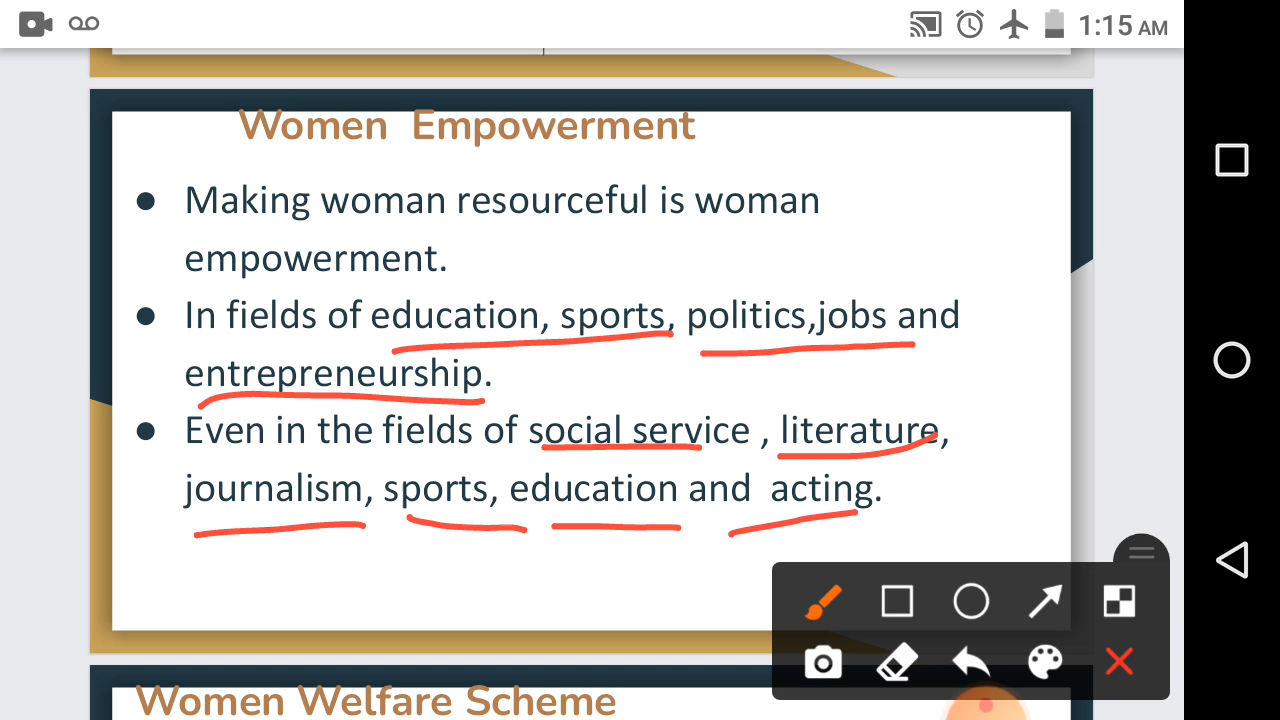 1:15 AM
Women Empowerment
● Making woman resourceful is woman
empowerment.
● In fields of education, sports, politics,jobs and
entrepreneurship.
● Even in the fields of social service , literature,
journalism, sports, education and acting.
Women Welfare Scheme